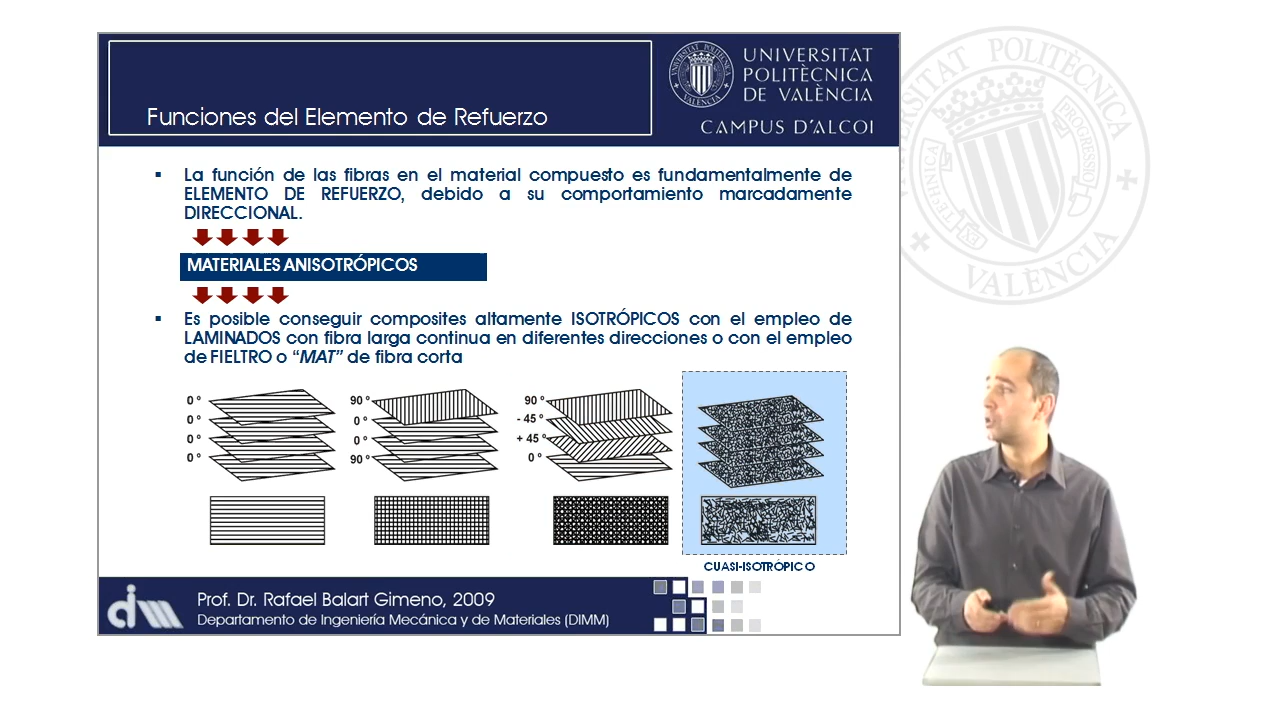 Funciones del Elemento de Refuerzo
UNIVERSITAT
POLITÈCNICA
DE VALÈNCIA
CAMPUS D'ALCOI
▪ La función de las fibras en el material compuesto es fundamentalmente de
ELEMENTO DE REFUERZO, debido a su comportamiento marcadamente
DIRECCIONAL.
MATERIALES ANISOTRÓPICOS
▪ Es posible conseguir composites altamente ISOTRÓPICOS con el empleo de
LAMINADOS con fibra larga continua en diferentes direcciones o con el empleo
de FIELTRO o “MAT” de fibra corta
0 º
0 º
0 º
0 º
90 º
0 º
0 º
90 º
90 º
- 45 º
+ 45 º
0 º
CUASI-ISOTRÓPICO
dim
Prof. Dr. Rafael Balart Gimeno, 2009
Departamento de Ingeniería Mecánica y de Materiales (DIMM)
POLITÈCNICA
VALÈNCIA